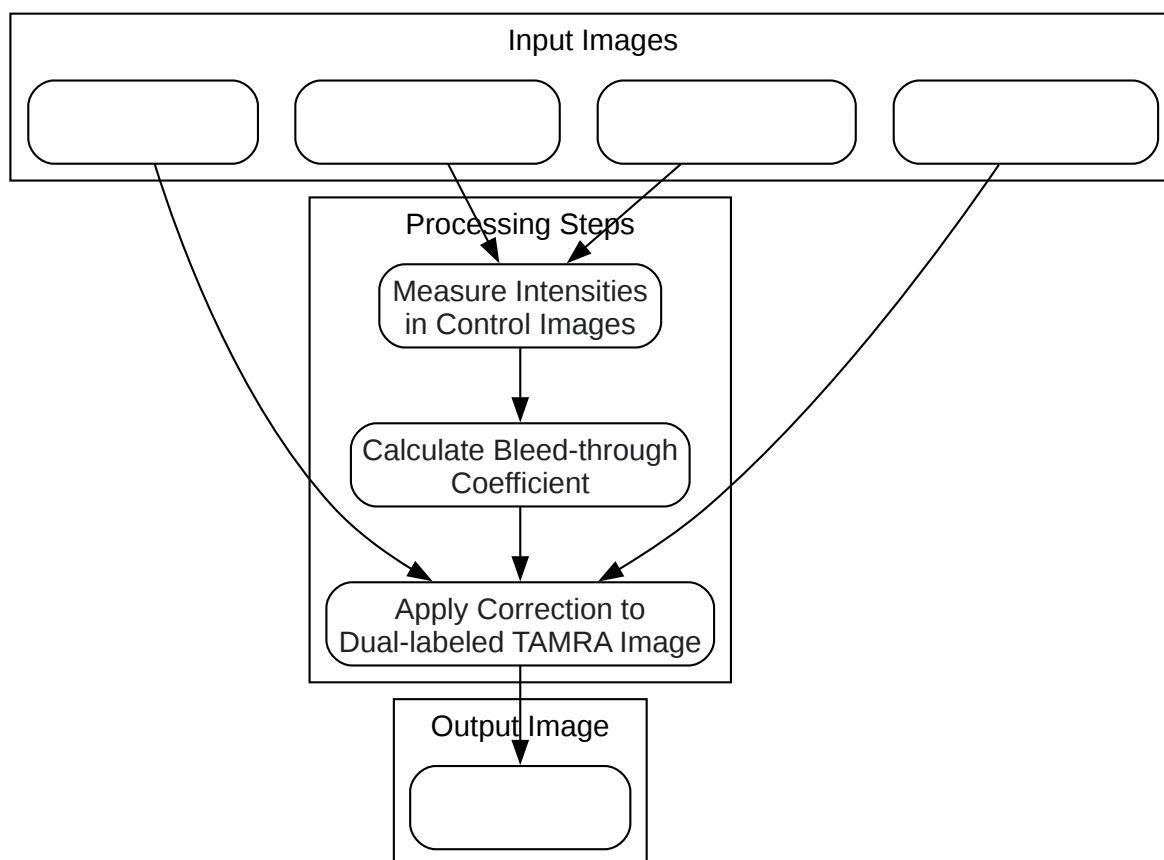 Input Images
Processing Steps
Measure Intensities
in Control Images
Calculate Bleed-through
Coefficient
Apply Correction to
Dual-labeled TAMRA Image
Output Image